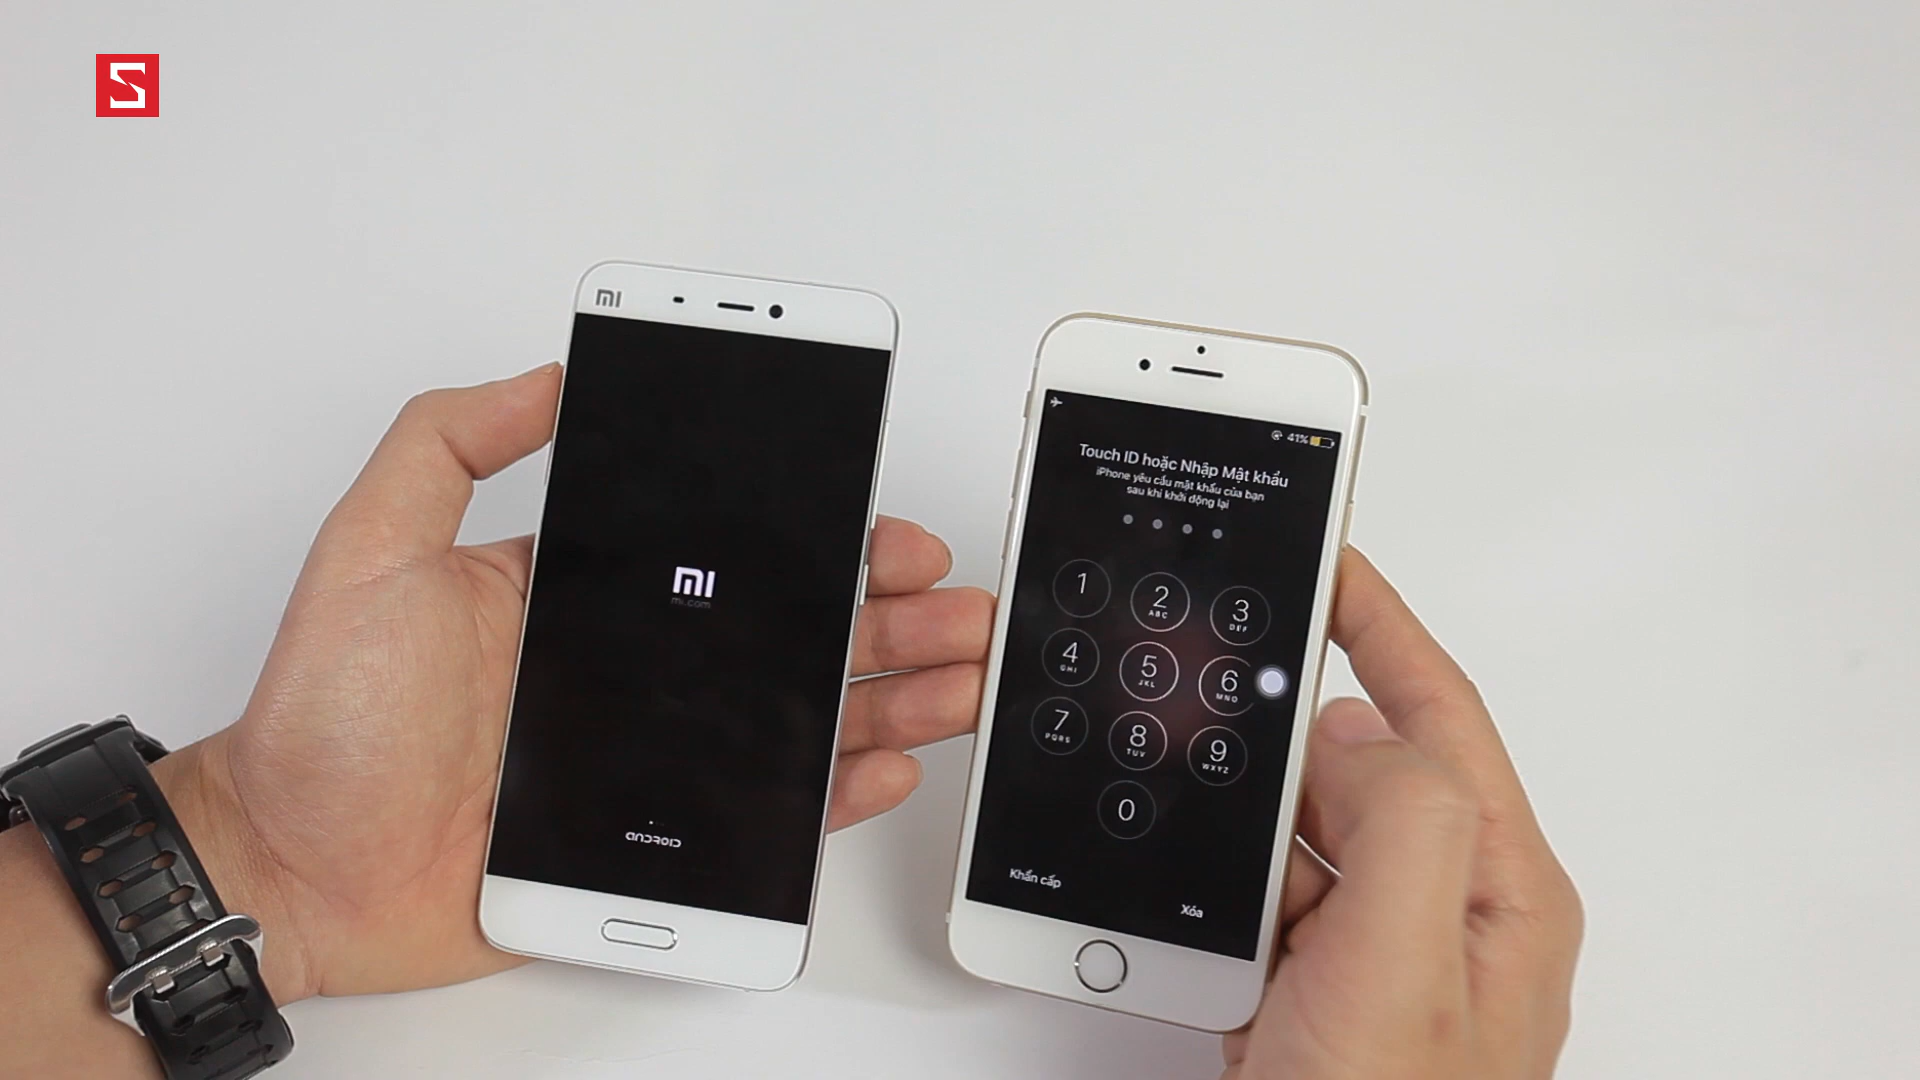 S
MI
MI
mi.com
ANDROID
41%
Touch ID hoặc Nhập Mật khẩu
iPhone yêu cầu mật khẩu của bạn
sau khi khởi động lại
1
2
ABC
3
DEF
4
GHI
5
JKL
6
MNO
7
PQRS
8
TUV
9
WXYZ
0
Khẩn cấp
Xóa